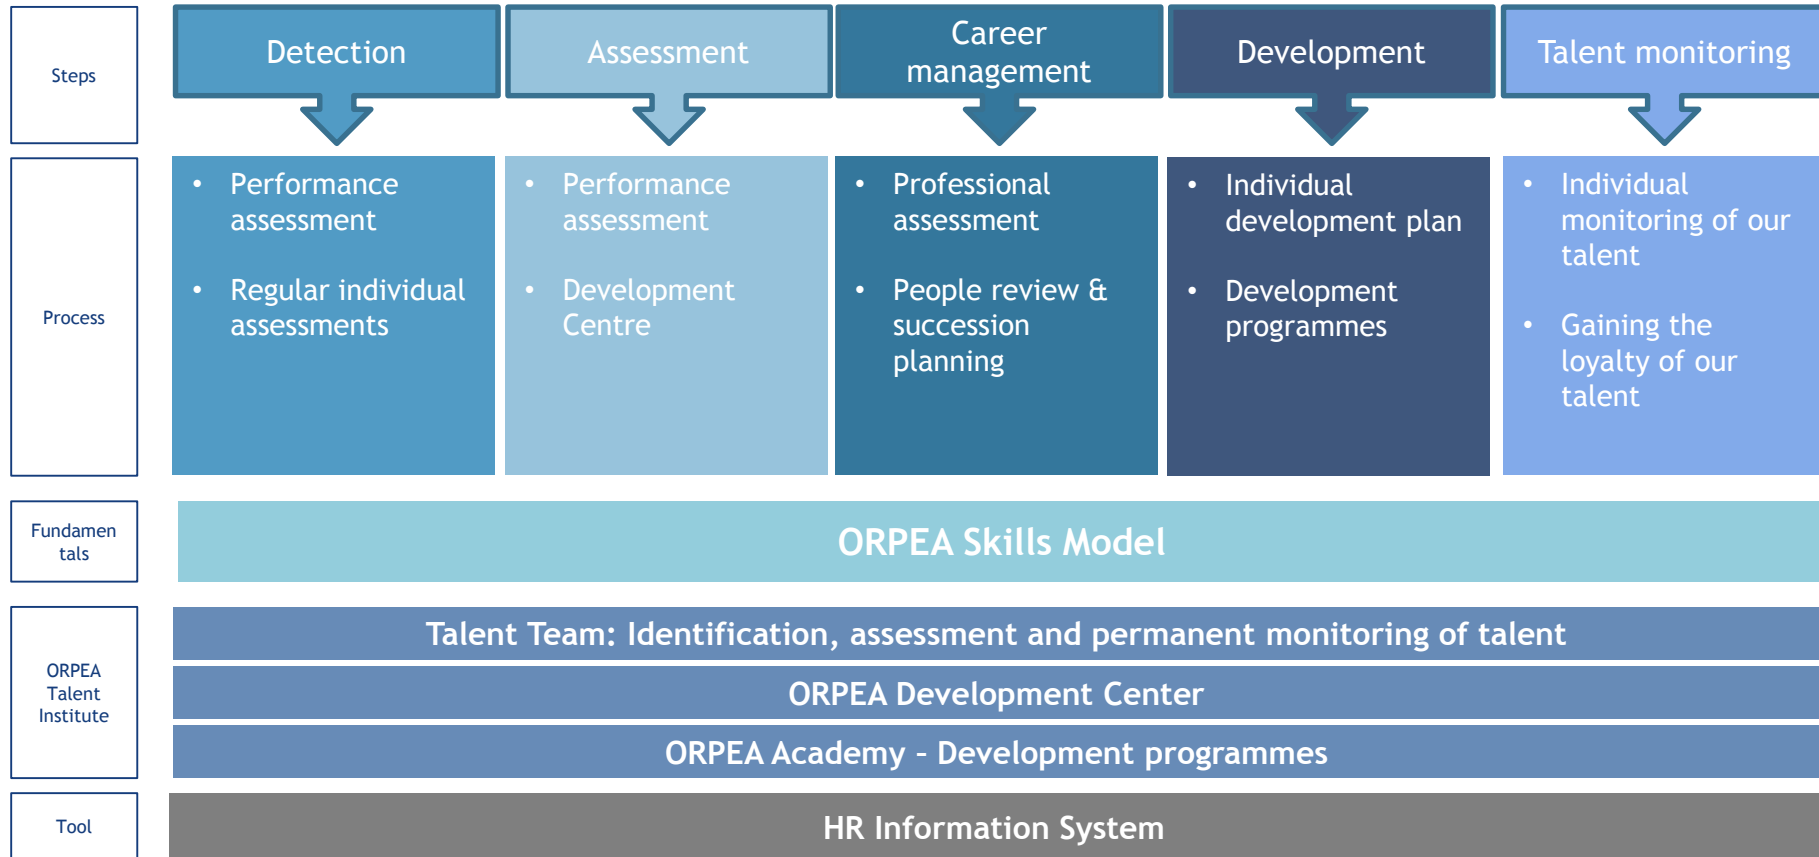 Steps
Detection
Assessment
Career
management
Development
Talent monitoring
Process
• Performance
assessment
• Regular individual
assessments
• Performance
assessment
• Development
Centre
• Professional
assessment
• People review &
succession
planning
• Individual
development plan
• Development
programmes
• Individual
monitoring of our
talent
• Gaining the
loyalty of our
talent
Fundamen
tals
ORPEA Skills Model
ORPEA
Talent
Institute
Talent Team: Identification, assessment and permanent monitoring of talent
ORPEA Development Center
ORPEA Academy – Development programmes
Tool
HR Information System